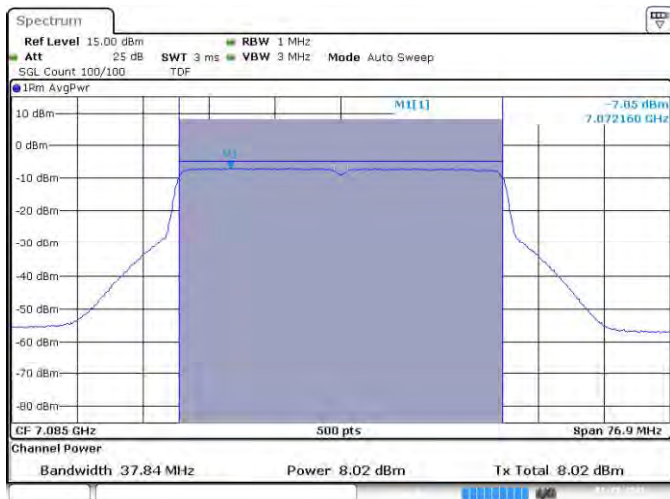 Spectrum
Ref Level 15.00 dBm RBW 1 MHz
Att 25 dB SWT 3 ms VBW 3 MHz Mode Auto Sweep
SGL Count 100/100 TDF
1Rm AvgPwr
M1[1] -7.85 dBm
7.072160 GHz
10 dBm
0 dBm
M1
-10 dBm
-20 dBm
-30 dBm
-40 dBm
-50 dBm
-60 dBm
-70 dBm
-80 dBm
CF 7.085 GHz 500 pts Span 76.9 MHz
Channel Power
Bandwidth 37.84 MHz Power 8.02 dBm Tx Total 8.02 dBm